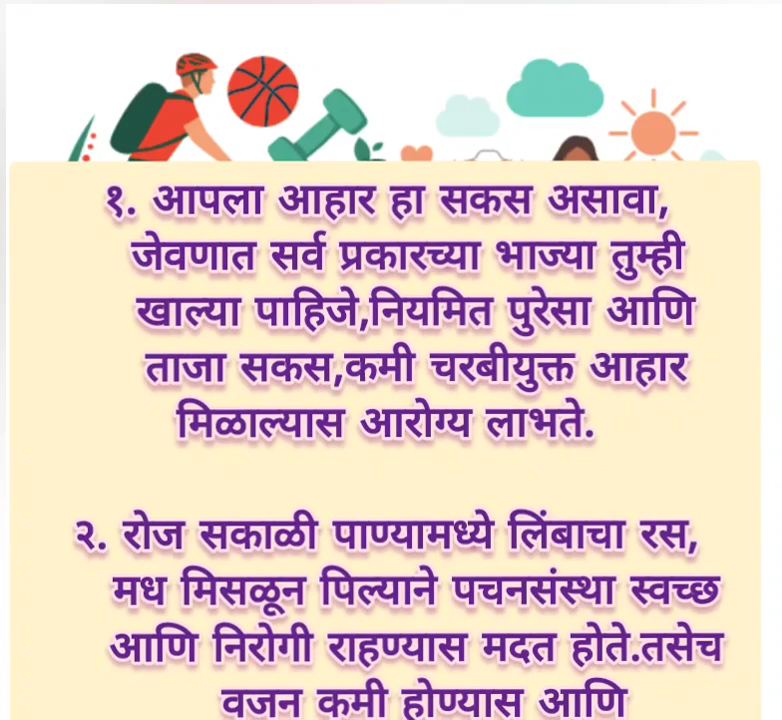 १. आपला आहार हा सकस असावा,
जेवणात सर्व प्रकारच्या भाज्या तुम्ही
खाल्या पाहिजे,नियमित पुरेसा आणि
ताजा सकस,कमी चरबीयुक्त आहार
मिळाल्यास आरोग्य लाभते.
२. रोज सकाळी पाण्यामध्ये लिंबाचा रस,
मध मिसळून पिल्याने पचनसंस्था स्वच्छ
आणि निरोगी राहण्यास मदत होते.तसेच
वजन कमी होण्यास आणि